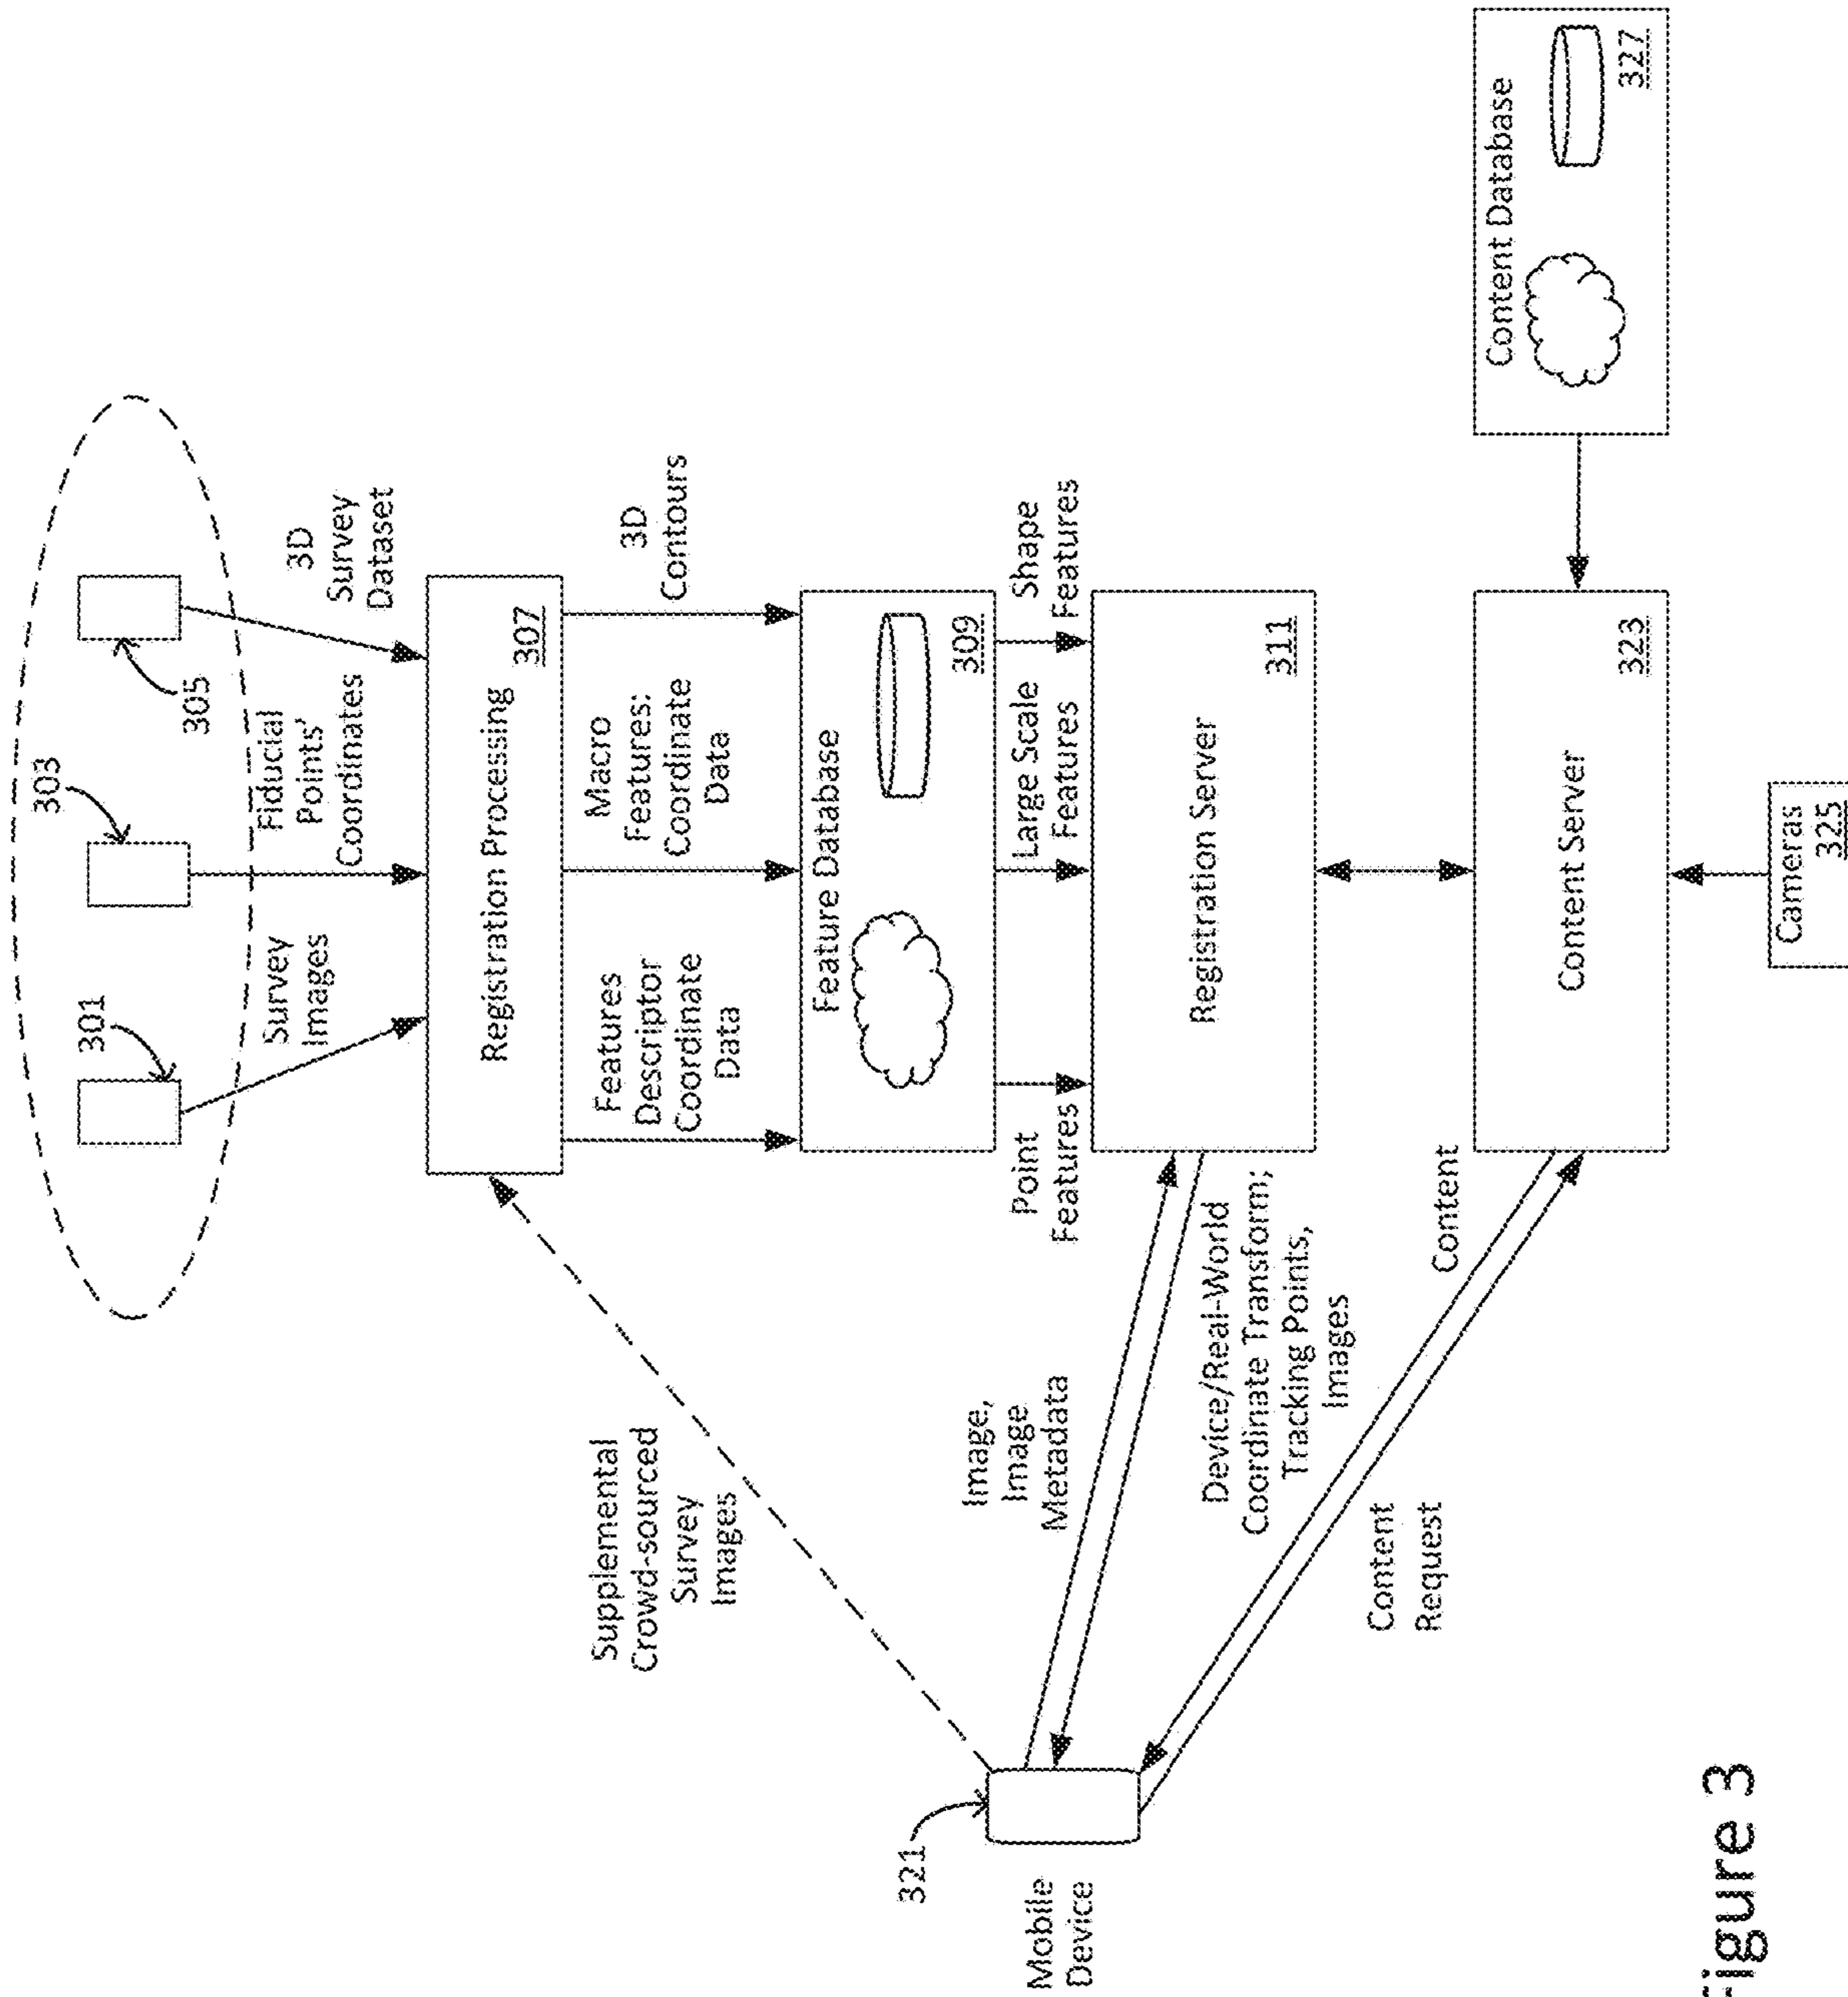 301
303
305
Survey
Images
Fiducial
Points'
Coordinates
3D
Survey
Dataset
Registration Processing
307
Supplemental
Crowd-sourced
Survey
Images
Features
Descriptor
Coordinate
Data
Macro
Features:
Coordinate
Data
3D
Contours
Feature Database
309
Point
Features
Large Scale
Features
Shape
Features
321
Mobile
Device
Image,
Image
Metadata
Registration Server
311
Device/Real-World
Coordinate Transform;
Tracking Points,
Images
Content
Request
Content
Content Server
323
Content Database
327
Cameras
325
Figure 3